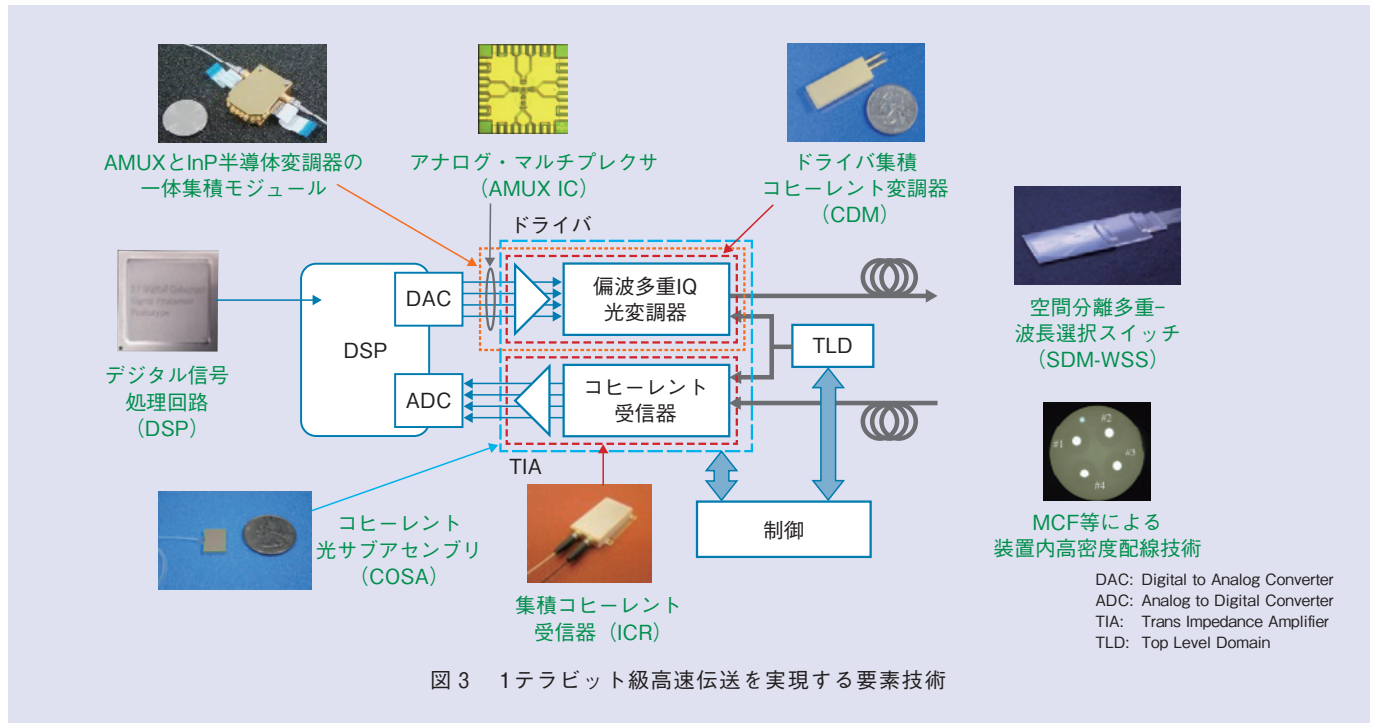 AMUXとInP半導体変調器の
一体集積モジュール
アナログ・マルチプレクサ
（AMUX IC）
ドライバ集積
コヒーレント変調器
（CDM）
ドライバ
デジタル信号
処理回路
（DSP）
DSP
DAC
ADC
偏波多重IQ
光変調器
TLD
コヒーレント
受信器
TIA
制御
空間分離多重−
波長選択スイッチ
（SDM-WSS）
#1
#2
#3
#4
MCF等による
装置内高密度配線技術
コヒーレント
光サブアセンブリ
（COSA）
集積コヒーレント
受信器（ICR）
DAC: Digital to Analog Converter
ADC: Analog to Digital Converter
TIA: Trans Impedance Amplifier
TLD: Top Level Domain
図 3　1テラビット級高速伝送を実現する要素技術